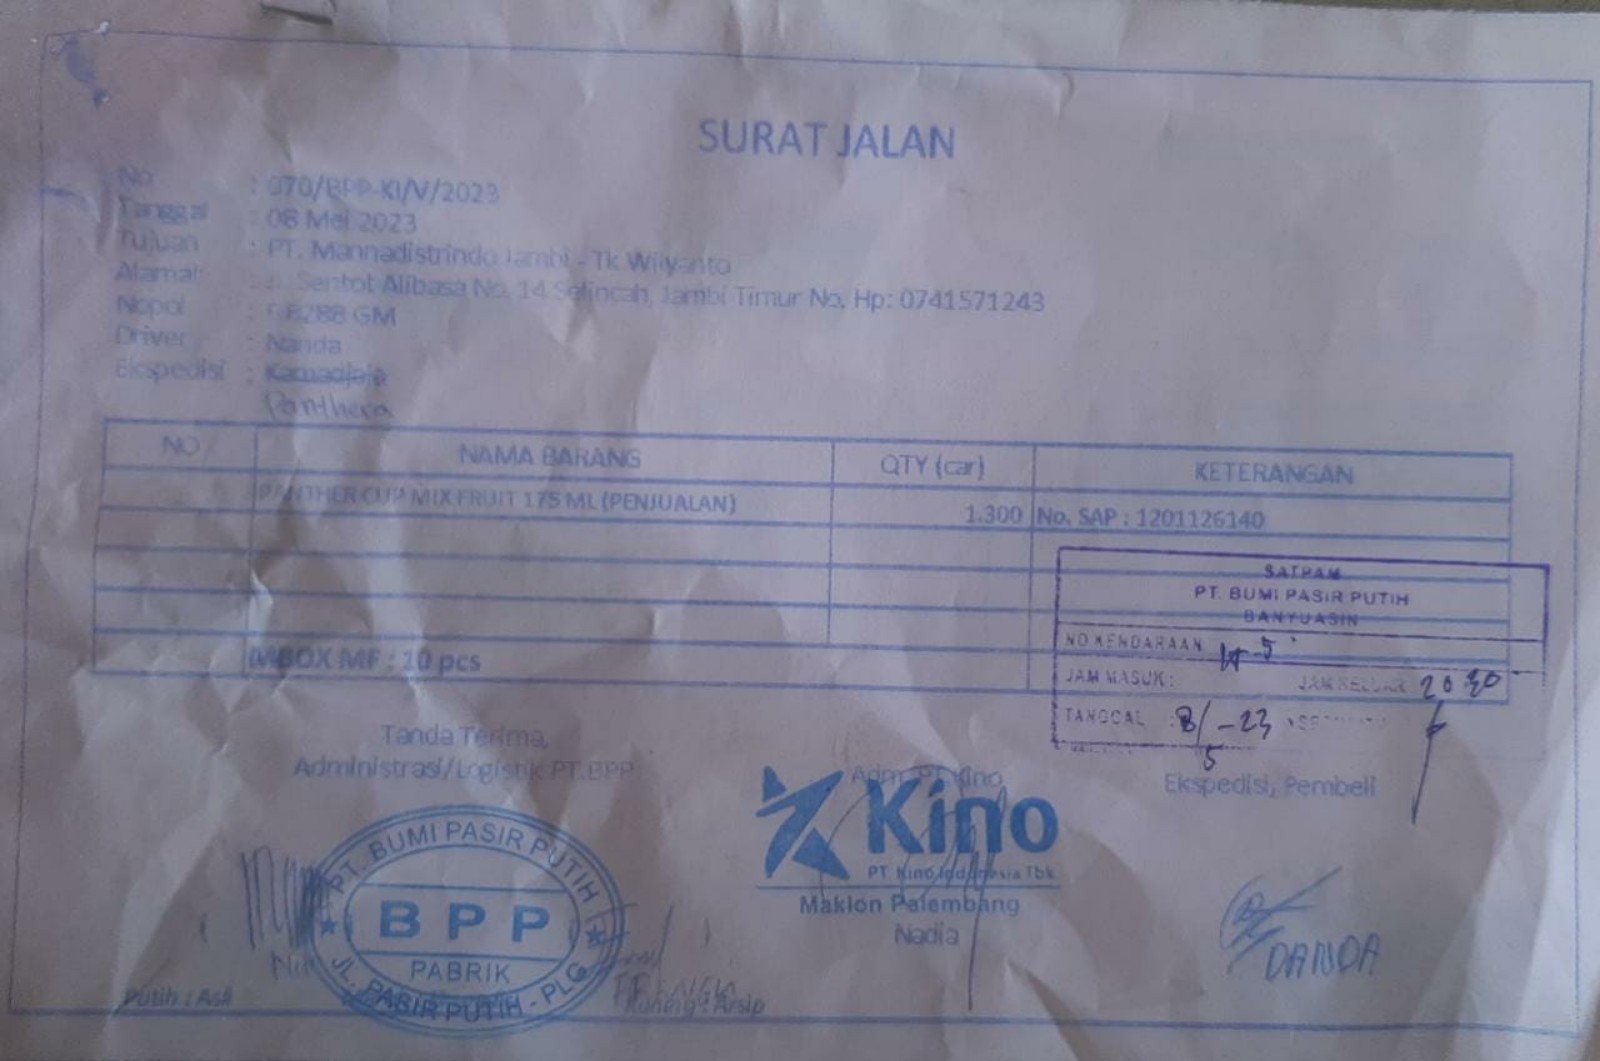 SURAT JALAN
No : 070/BPP-KI/V/2023
Tanggal : 08 Mei 2023
Tujuan : PT. Mannadistrindo Jambi - Tk Wilyanto
Alamat : Jl. Sentot Alibasa No. 14 Selincah, Jambi Timur No. Hp: 0741571243
Nopol : 8288 GM
Driver : Nanda
Ekspedisi : Kamadjaja
Panthera
NO NAMA BARANG QTY (car) KETERANGAN
PANTHER CUP MIX FRUIT 175 ML (PENJUALAN) 1.300 No. SAP : 1201126140
SATPAM
PT. BUMI PASIR PUTIH
BANYUASIN
NO KENDARAAN
INBOX MF : 10 pcs
JAM MASUK : JAM KELUAR 20.30
TANGGAL : 8/5-23
Tanda Terima,
Administrasi/Logistik PT.BPP
Adm PT Kino
Ekspedisi, Pembeli
PT. BUMI PASIR PUTIH
BPP
PABRIK
JL. PASIR PUTIH - PLG
Kino
PT Kino Indonesia Tbk
Maklon Palembang
Nadia
DANDA
Putih : Asli
Kuning : Arsip